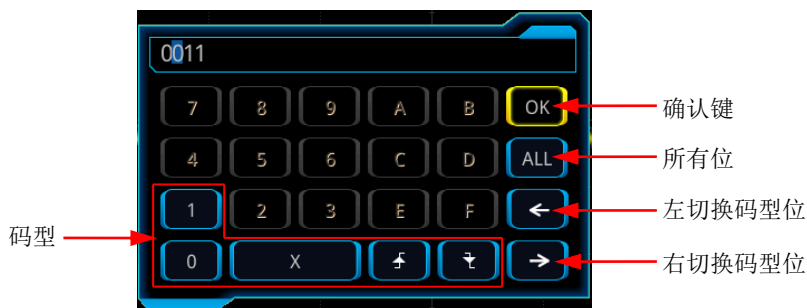 0011
7 8 9 A B OK 确认键
4 5 6 C D ALL 所有位
1 2 3 E F ← 左切换码型位
码型
0 X → 右切换码型位